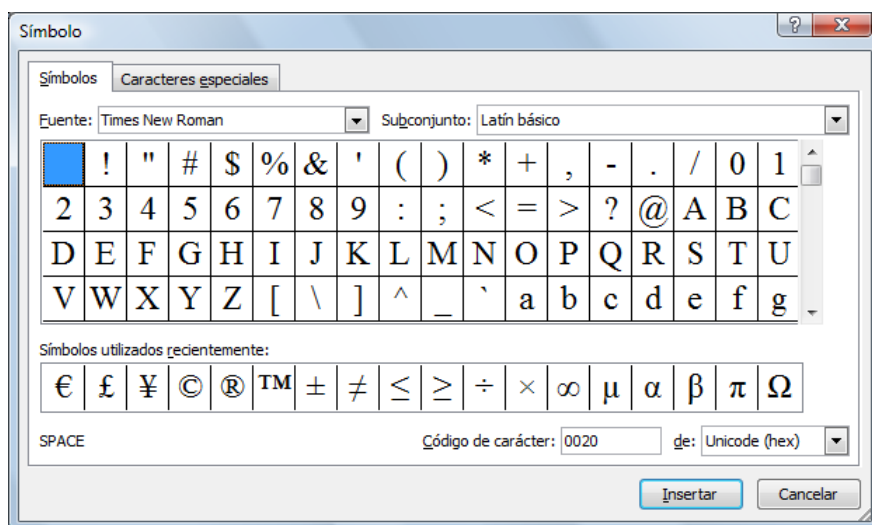 Símbolo
Símbolos Caracteres especiales
Fuente: Times New Roman Subconjunto: Latín básico
! " # $ % & ' ( ) * + , - . / 0 1
2 3 4 5 6 7 8 9 : ; < = > ? @ A B C
D E F G H I J K L M N O P Q R S T U
V W X Y Z [ \ ] ^ _ ` a b c d e f g
Símbolos utilizados recientemente:
€ £ ¥ © ® ™ ± ≠ ≤ ≥ ÷ × ∞ µ α β π Ω
SPACE Código de carácter: 0020 de: Unicode (hex)
Insertar Cancelar